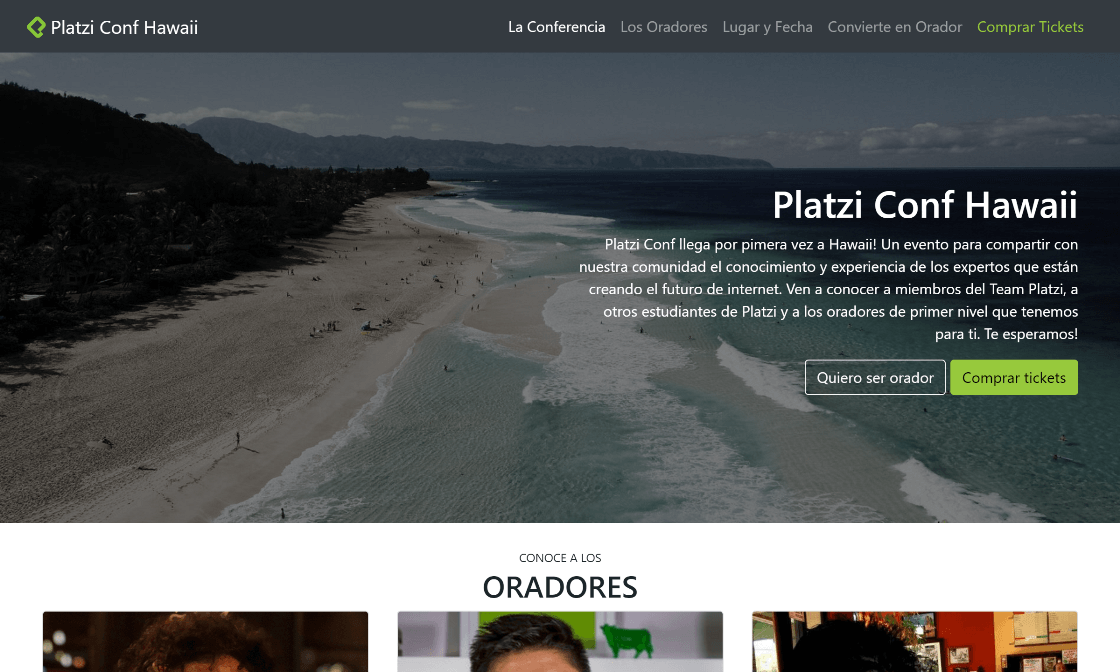 Platzi Conf Hawaii
La Conferencia
Los Oradores
Lugar y Fecha
Convierte en Orador
Comprar Tickets
Platzi Conf Hawaii
Platzi Conf llega por pimera vez a Hawaii! Un evento para compartir con
nuestra comunidad el conocimiento y experiencia de los expertos que están
creando el futuro de internet. Ven a conocer a miembros del Team Platzi, a
otros estudiantes de Platzi y a los oradores de primer nivel que tenemos
para ti. Te esperamos!
Quiero ser orador
Comprar tickets
CONOCE A LOS
ORADORES